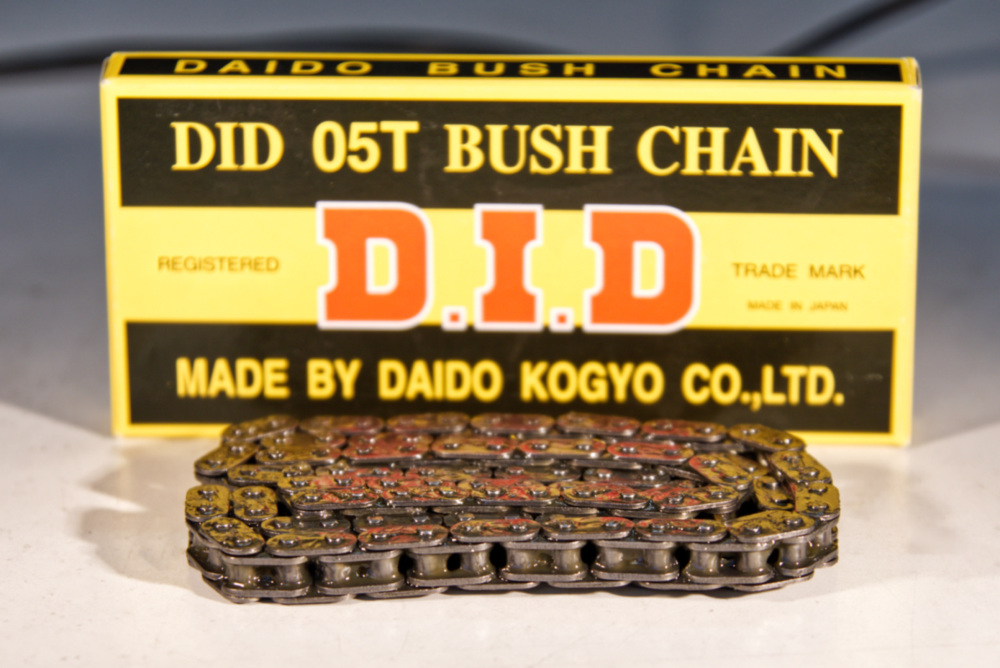 DAIDO BUSH CHAIN
DID 05T BUSH CHAIN
REGISTERED
D.I.D
TRADE MARK
MADE IN JAPAN
MADE BY DAIDO KOGYO CO.,LTD.